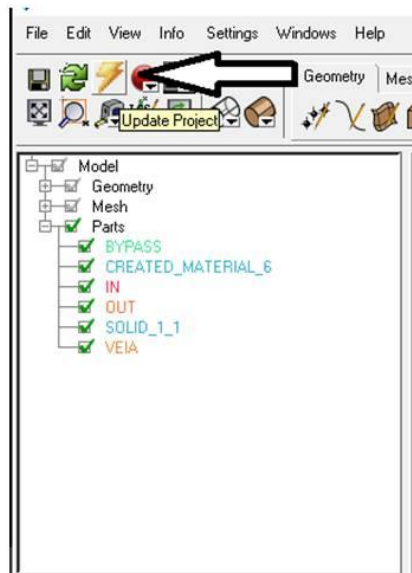 File Edit View Info Settings Windows Help
Geometry
Update Project
Model
Geometry
Mesh
Parts
BYPASS
CREATED_MATERIAL_6
IN
OUT
SOLID_1_1
VEIA